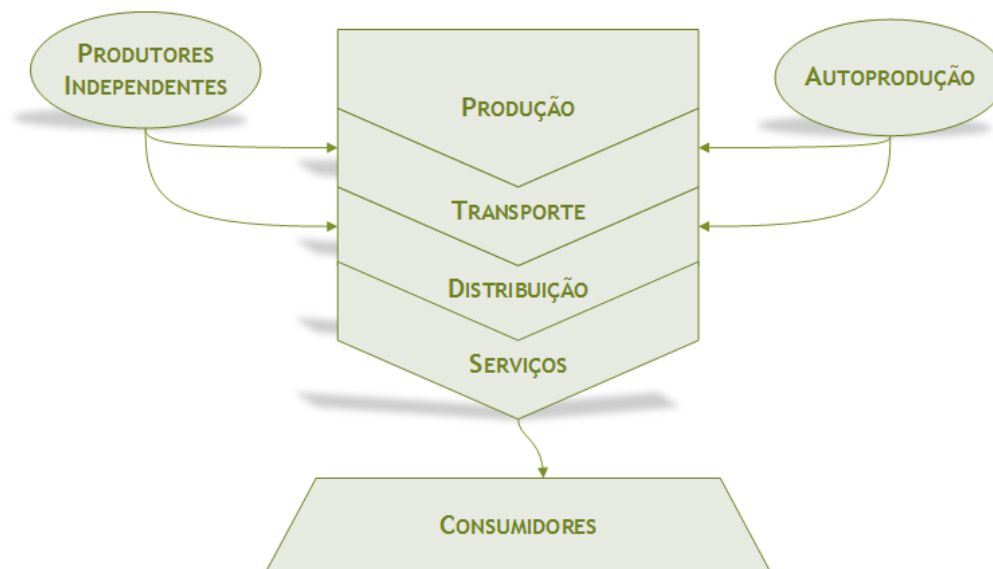 PRODUTORES
INDEPENDENTES
PRODUÇÃO
AUTOPRODUÇÃO
TRANSPORTE
DISTRIBUIÇÃO
SERVIÇOS
CONSUMIDORES